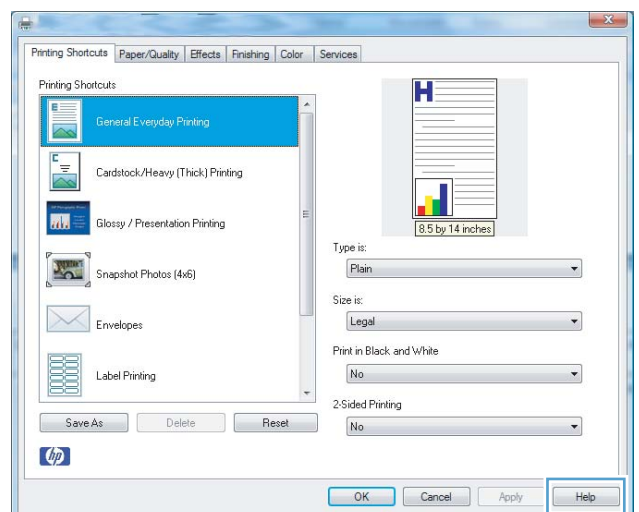 Printing Shortcuts Paper/Quality Effects Finishing Color Services
Printing Shortcuts
General Everyday Printing
Cardstock/Heavy (Thick) Printing
Glossy / Presentation Printing
Snapshot Photos (4x6)
Envelopes
Label Printing
Save As Delete Reset
hp
H
8.5 by 14 inches
Type is:
Plain
Size is:
Legal
Print in Black and White
No
2-Sided Printing
No
OK Cancel Apply Help